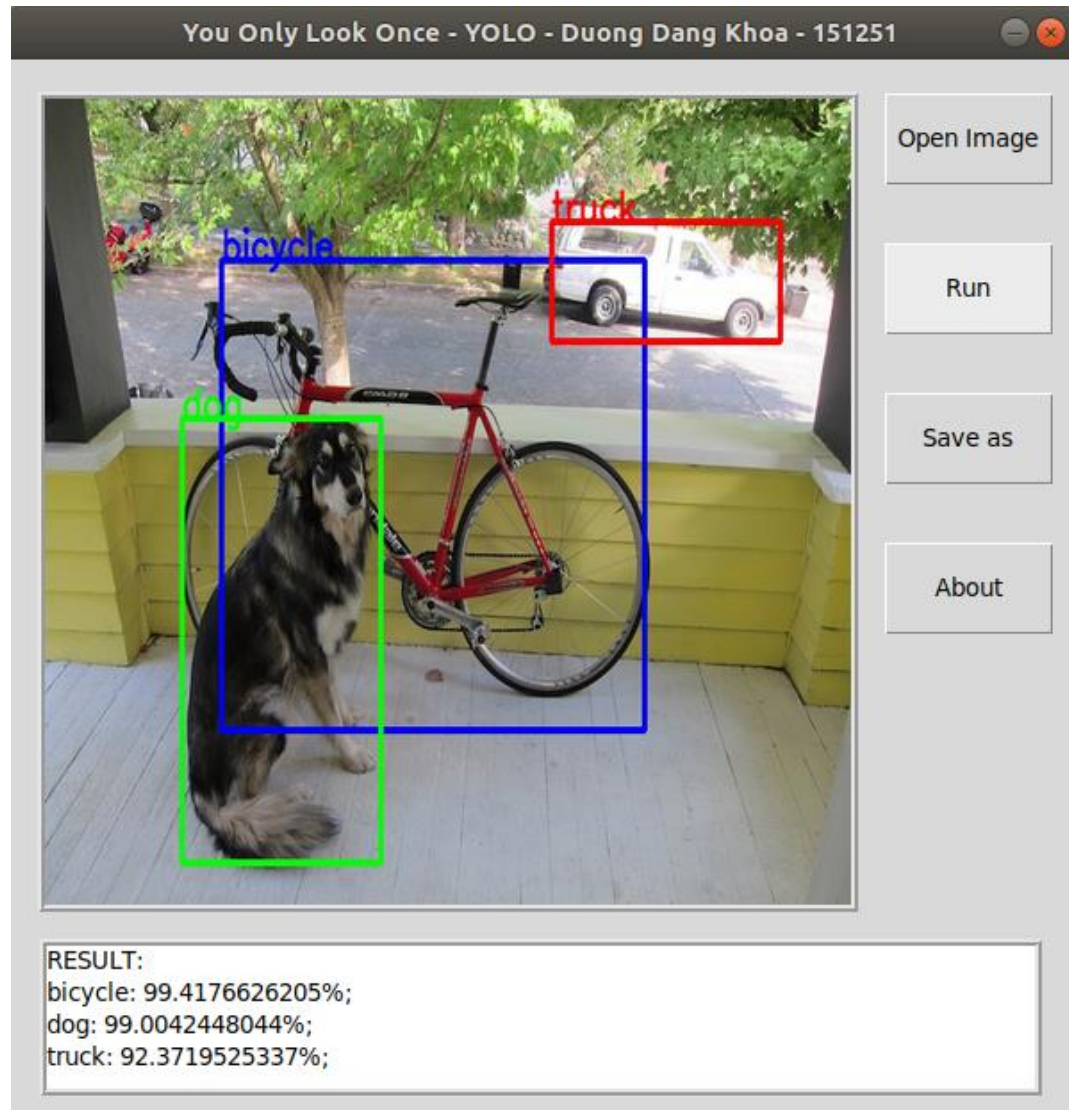 You Only Look Once - YOLO - Duong Dang Khoa - 151251
Open Image
truck
bicycle
Run
dog
Save as
About
RESULT:
bicycle: 99.4176626205%;
dog: 99.0042448044%;
truck: 92.3719525337%;